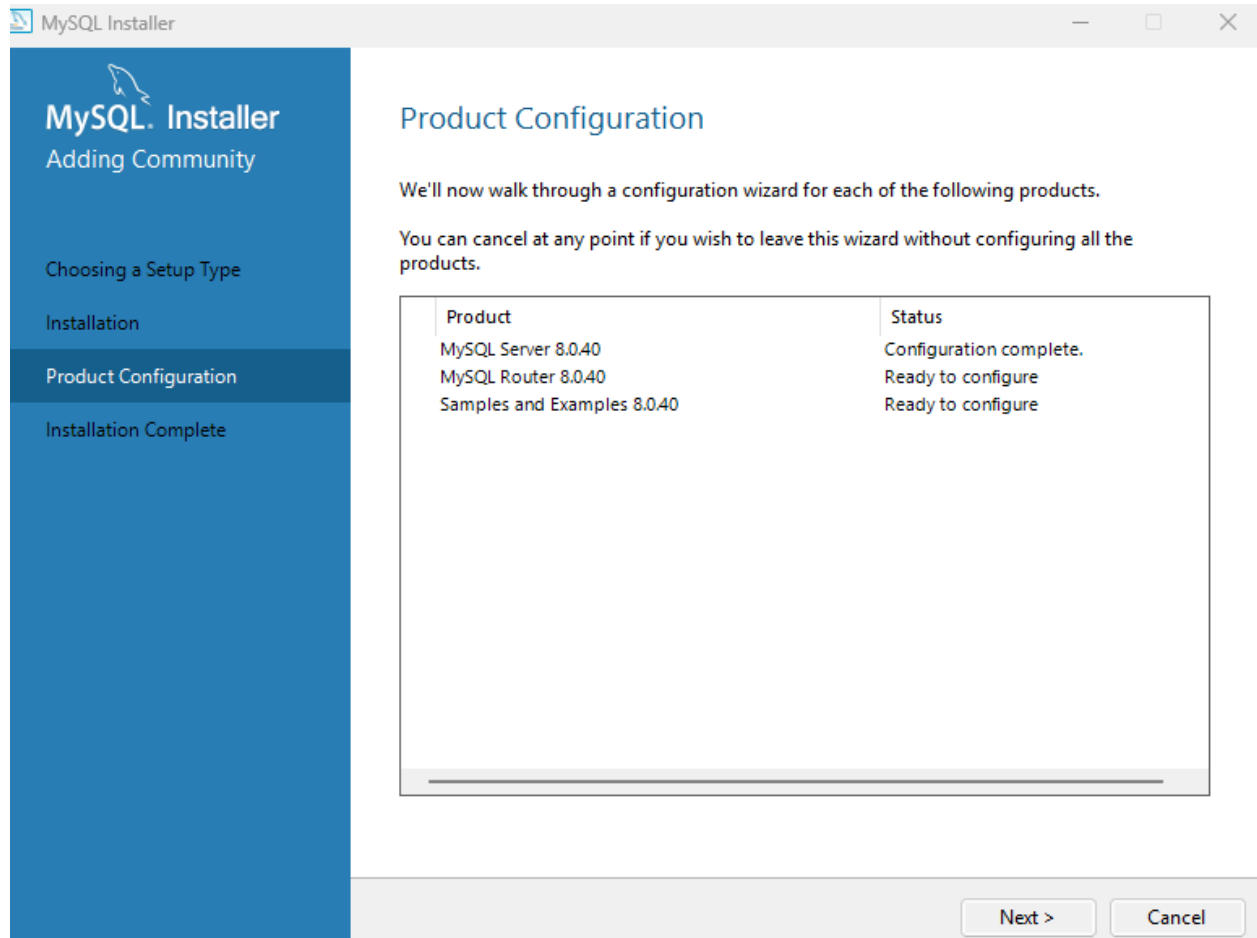 MySQL Installer
MySQL. Installer
Adding Community
Choosing a Setup Type
Installation
Product Configuration
Installation Complete
Product Configuration
We'll now walk through a configuration wizard for each of the following products.
You can cancel at any point if you wish to leave this wizard without configuring all the
products.
Product Status
MySQL Server 8.0.40 Configuration complete.
MySQL Router 8.0.40 Ready to configure
Samples and Examples 8.0.40 Ready to configure
Next > Cancel